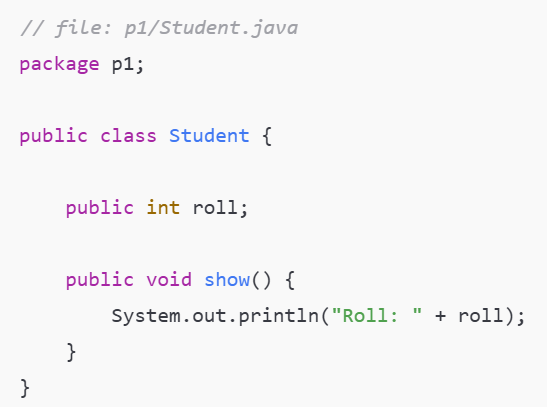 // file: p1/Student.java
package p1;
public class Student {
public int roll;
public void show() {
System.out.println("Roll: " + roll);
}
}